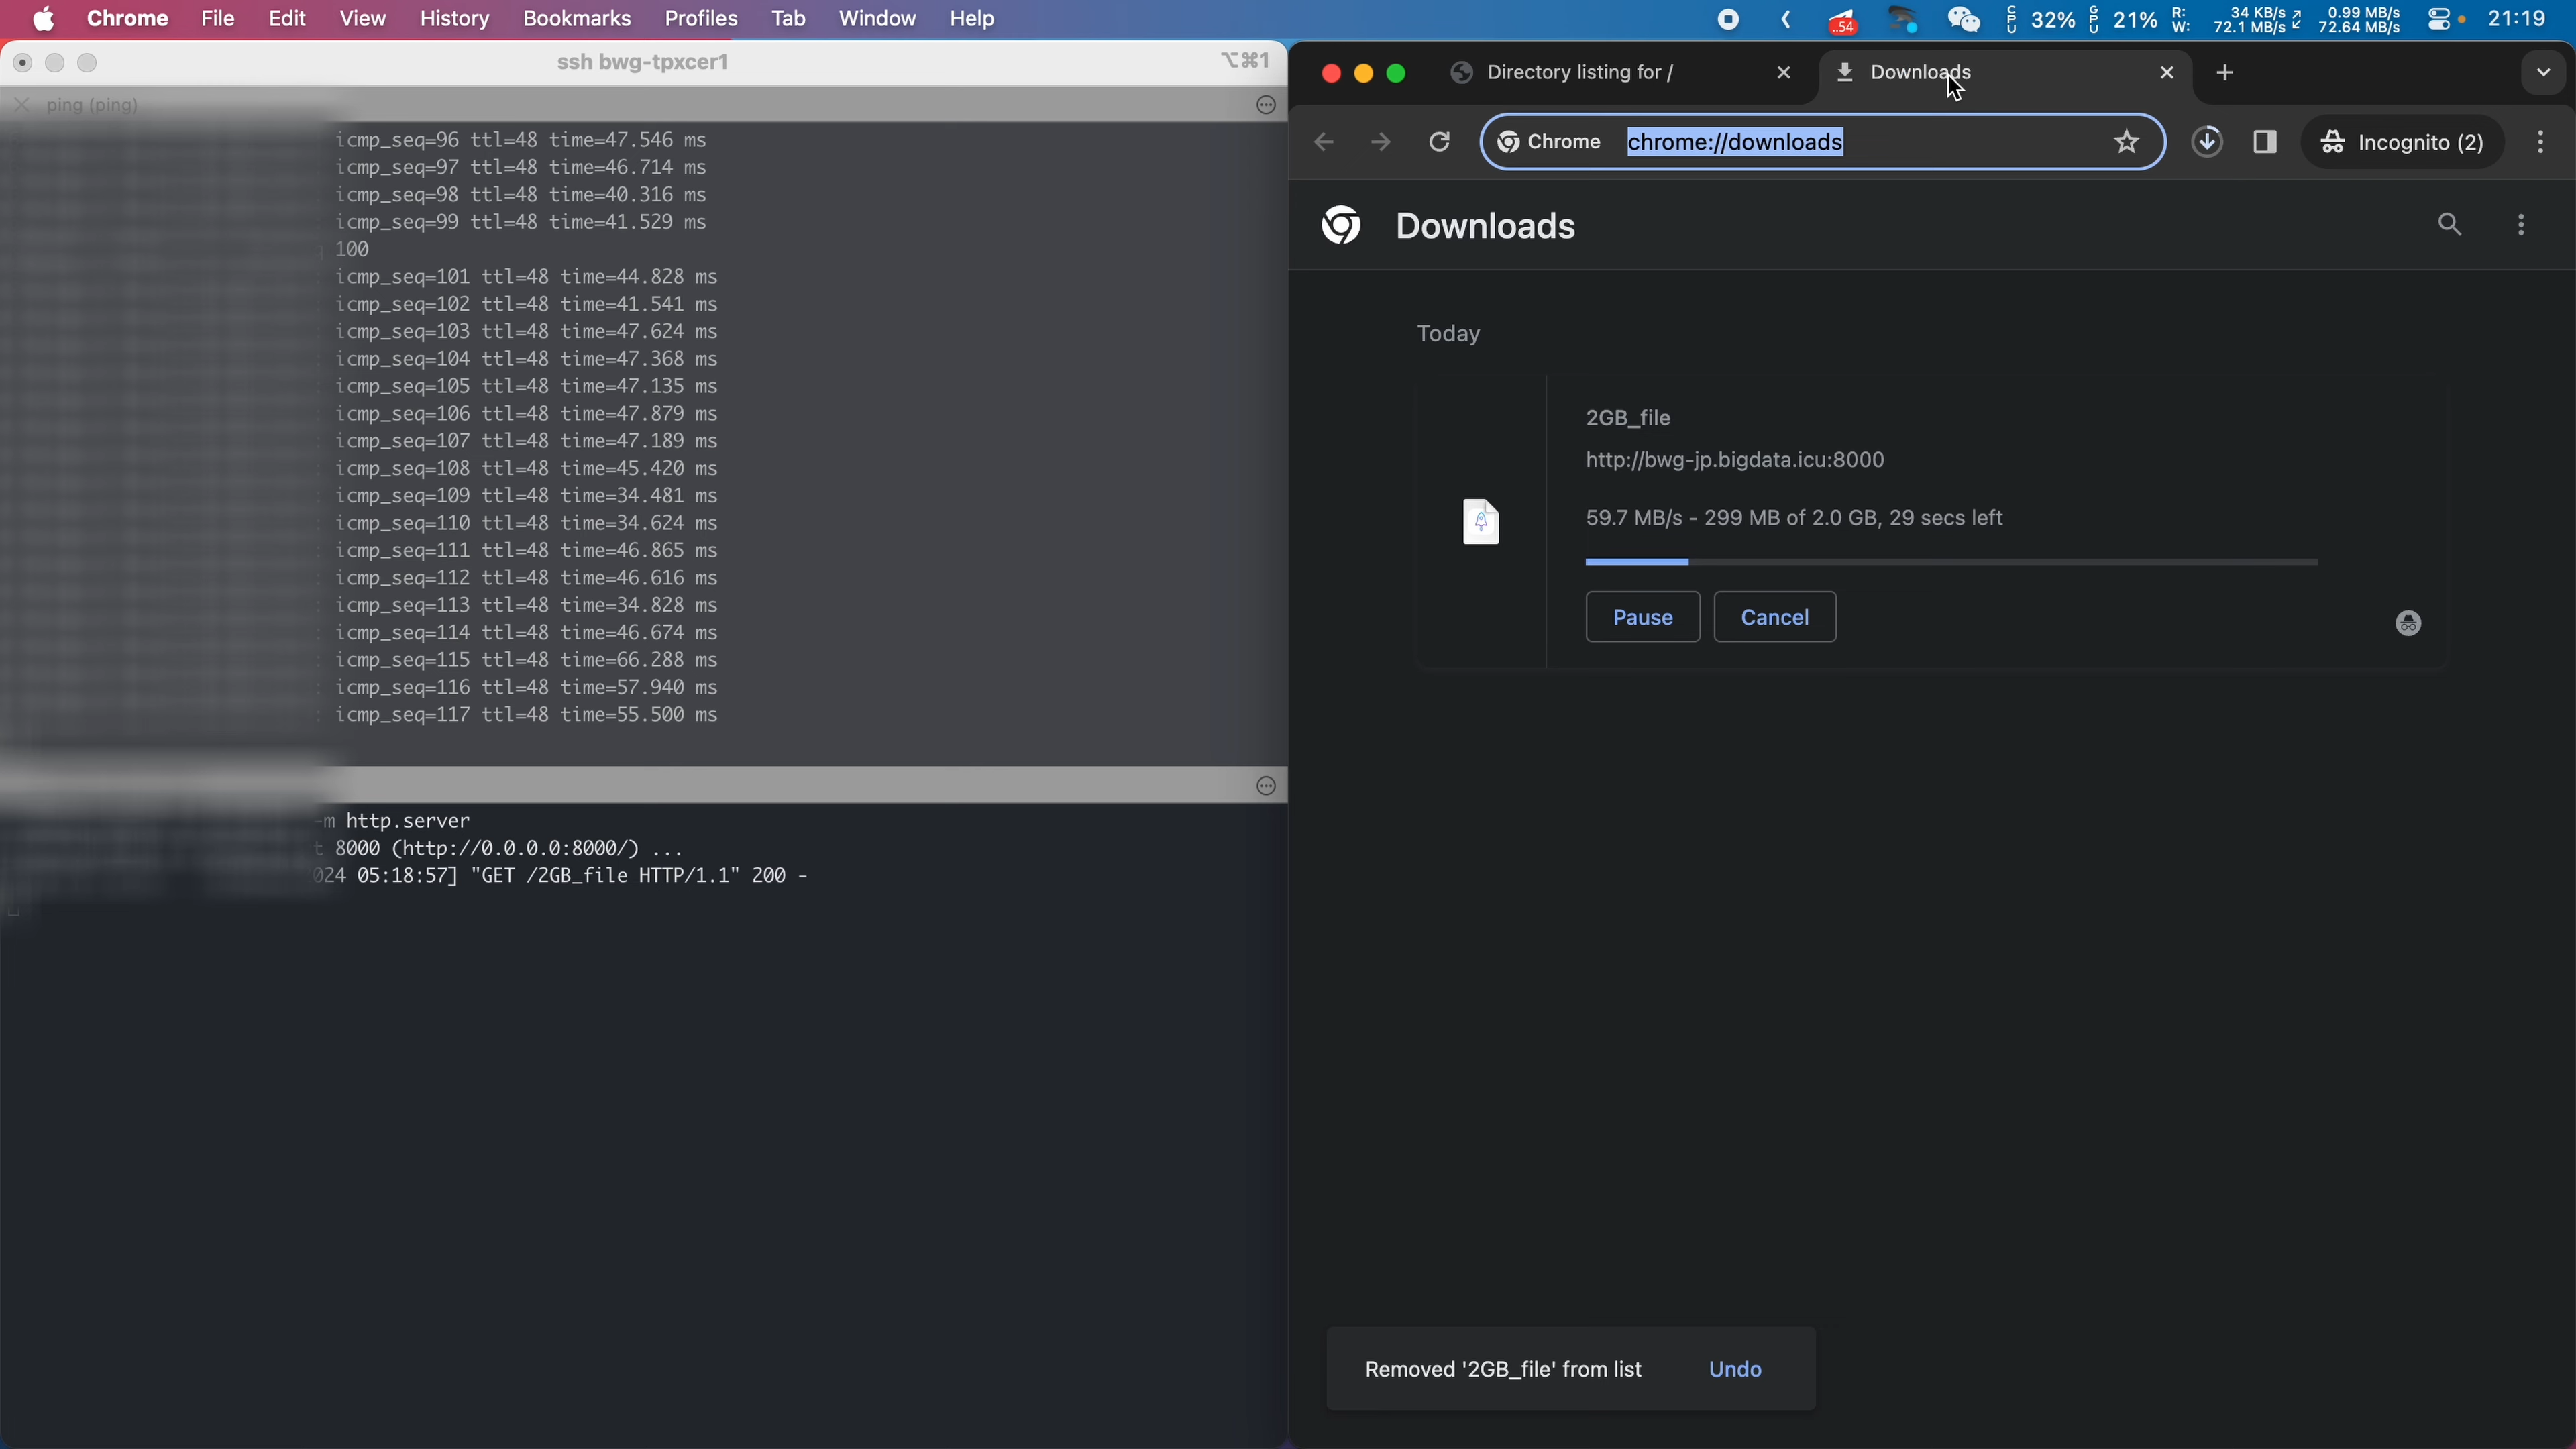 Chrome File Edit View History Bookmarks Profiles Tab Window Help
..54 CPU 32% GPU 21% R: 34 KB/s 0.99 MB/s 21:19
W: 72.1 MB/s 72.64 MB/s
ssh bwg-tpxcer1 ⌥⌘1
ping (ping)
icmp_seq=96 ttl=48 time=47.546 ms
icmp_seq=97 ttl=48 time=46.714 ms
icmp_seq=98 ttl=48 time=40.316 ms
icmp_seq=99 ttl=48 time=41.529 ms
100
icmp_seq=101 ttl=48 time=44.828 ms
icmp_seq=102 ttl=48 time=41.541 ms
icmp_seq=103 ttl=48 time=47.624 ms
icmp_seq=104 ttl=48 time=47.368 ms
icmp_seq=105 ttl=48 time=47.135 ms
icmp_seq=106 ttl=48 time=47.879 ms
icmp_seq=107 ttl=48 time=47.189 ms
icmp_seq=108 ttl=48 time=45.420 ms
icmp_seq=109 ttl=48 time=34.481 ms
icmp_seq=110 ttl=48 time=34.624 ms
icmp_seq=111 ttl=48 time=46.865 ms
icmp_seq=112 ttl=48 time=46.616 ms
icmp_seq=113 ttl=48 time=34.828 ms
icmp_seq=114 ttl=48 time=46.674 ms
icmp_seq=115 ttl=48 time=66.288 ms
icmp_seq=116 ttl=48 time=57.940 ms
icmp_seq=117 ttl=48 time=55.500 ms
-m http.server
t 8000 (http://0.0.0.0:8000/) ...
024 05:18:57] "GET /2GB_file HTTP/1.1" 200 -
Directory listing for /
Downloads
Chrome chrome://downloads
Incognito (2)
Downloads
Today
2GB_file
http://bwg-jp.bigdata.icu:8000
59.7 MB/s - 299 MB of 2.0 GB, 29 secs left
Pause Cancel
Removed '2GB_file' from list Undo